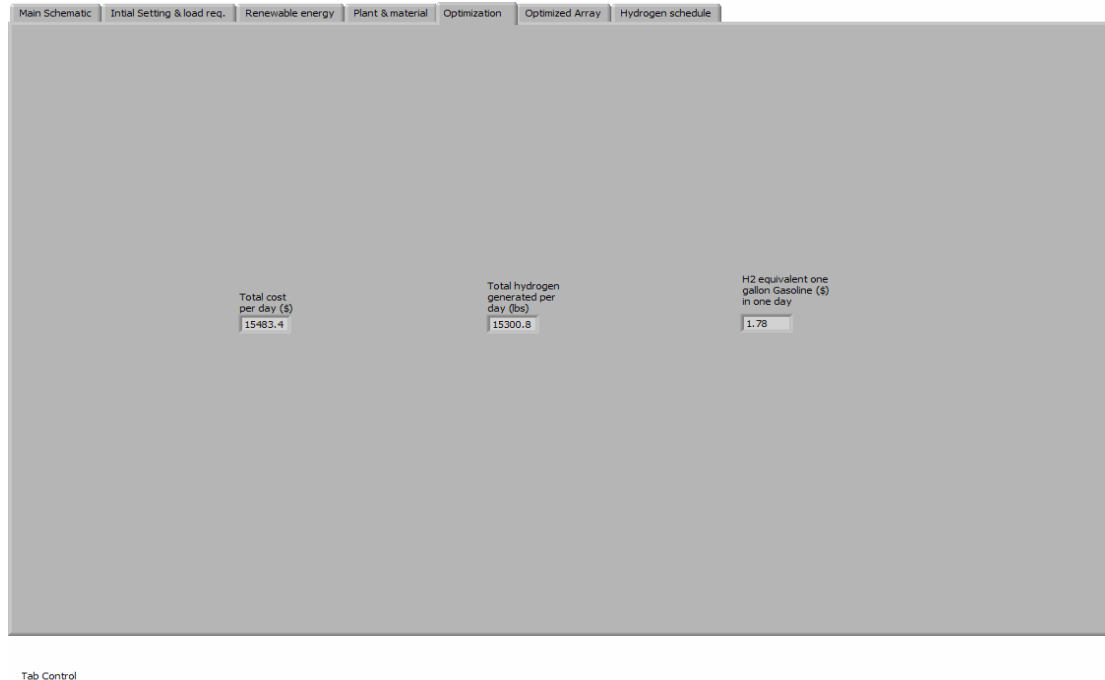 Main Schematic Intial Setting & load req. Renewable energy Plant & material Optimization Optimized Array Hydrogen schedule
Total cost
per day ($)
15483.4
Total hydrogen
generated per
day (lbs)
15300.8
H2 equivalent one
gallon Gasoline ($)
in one day
1.78
Tab Control